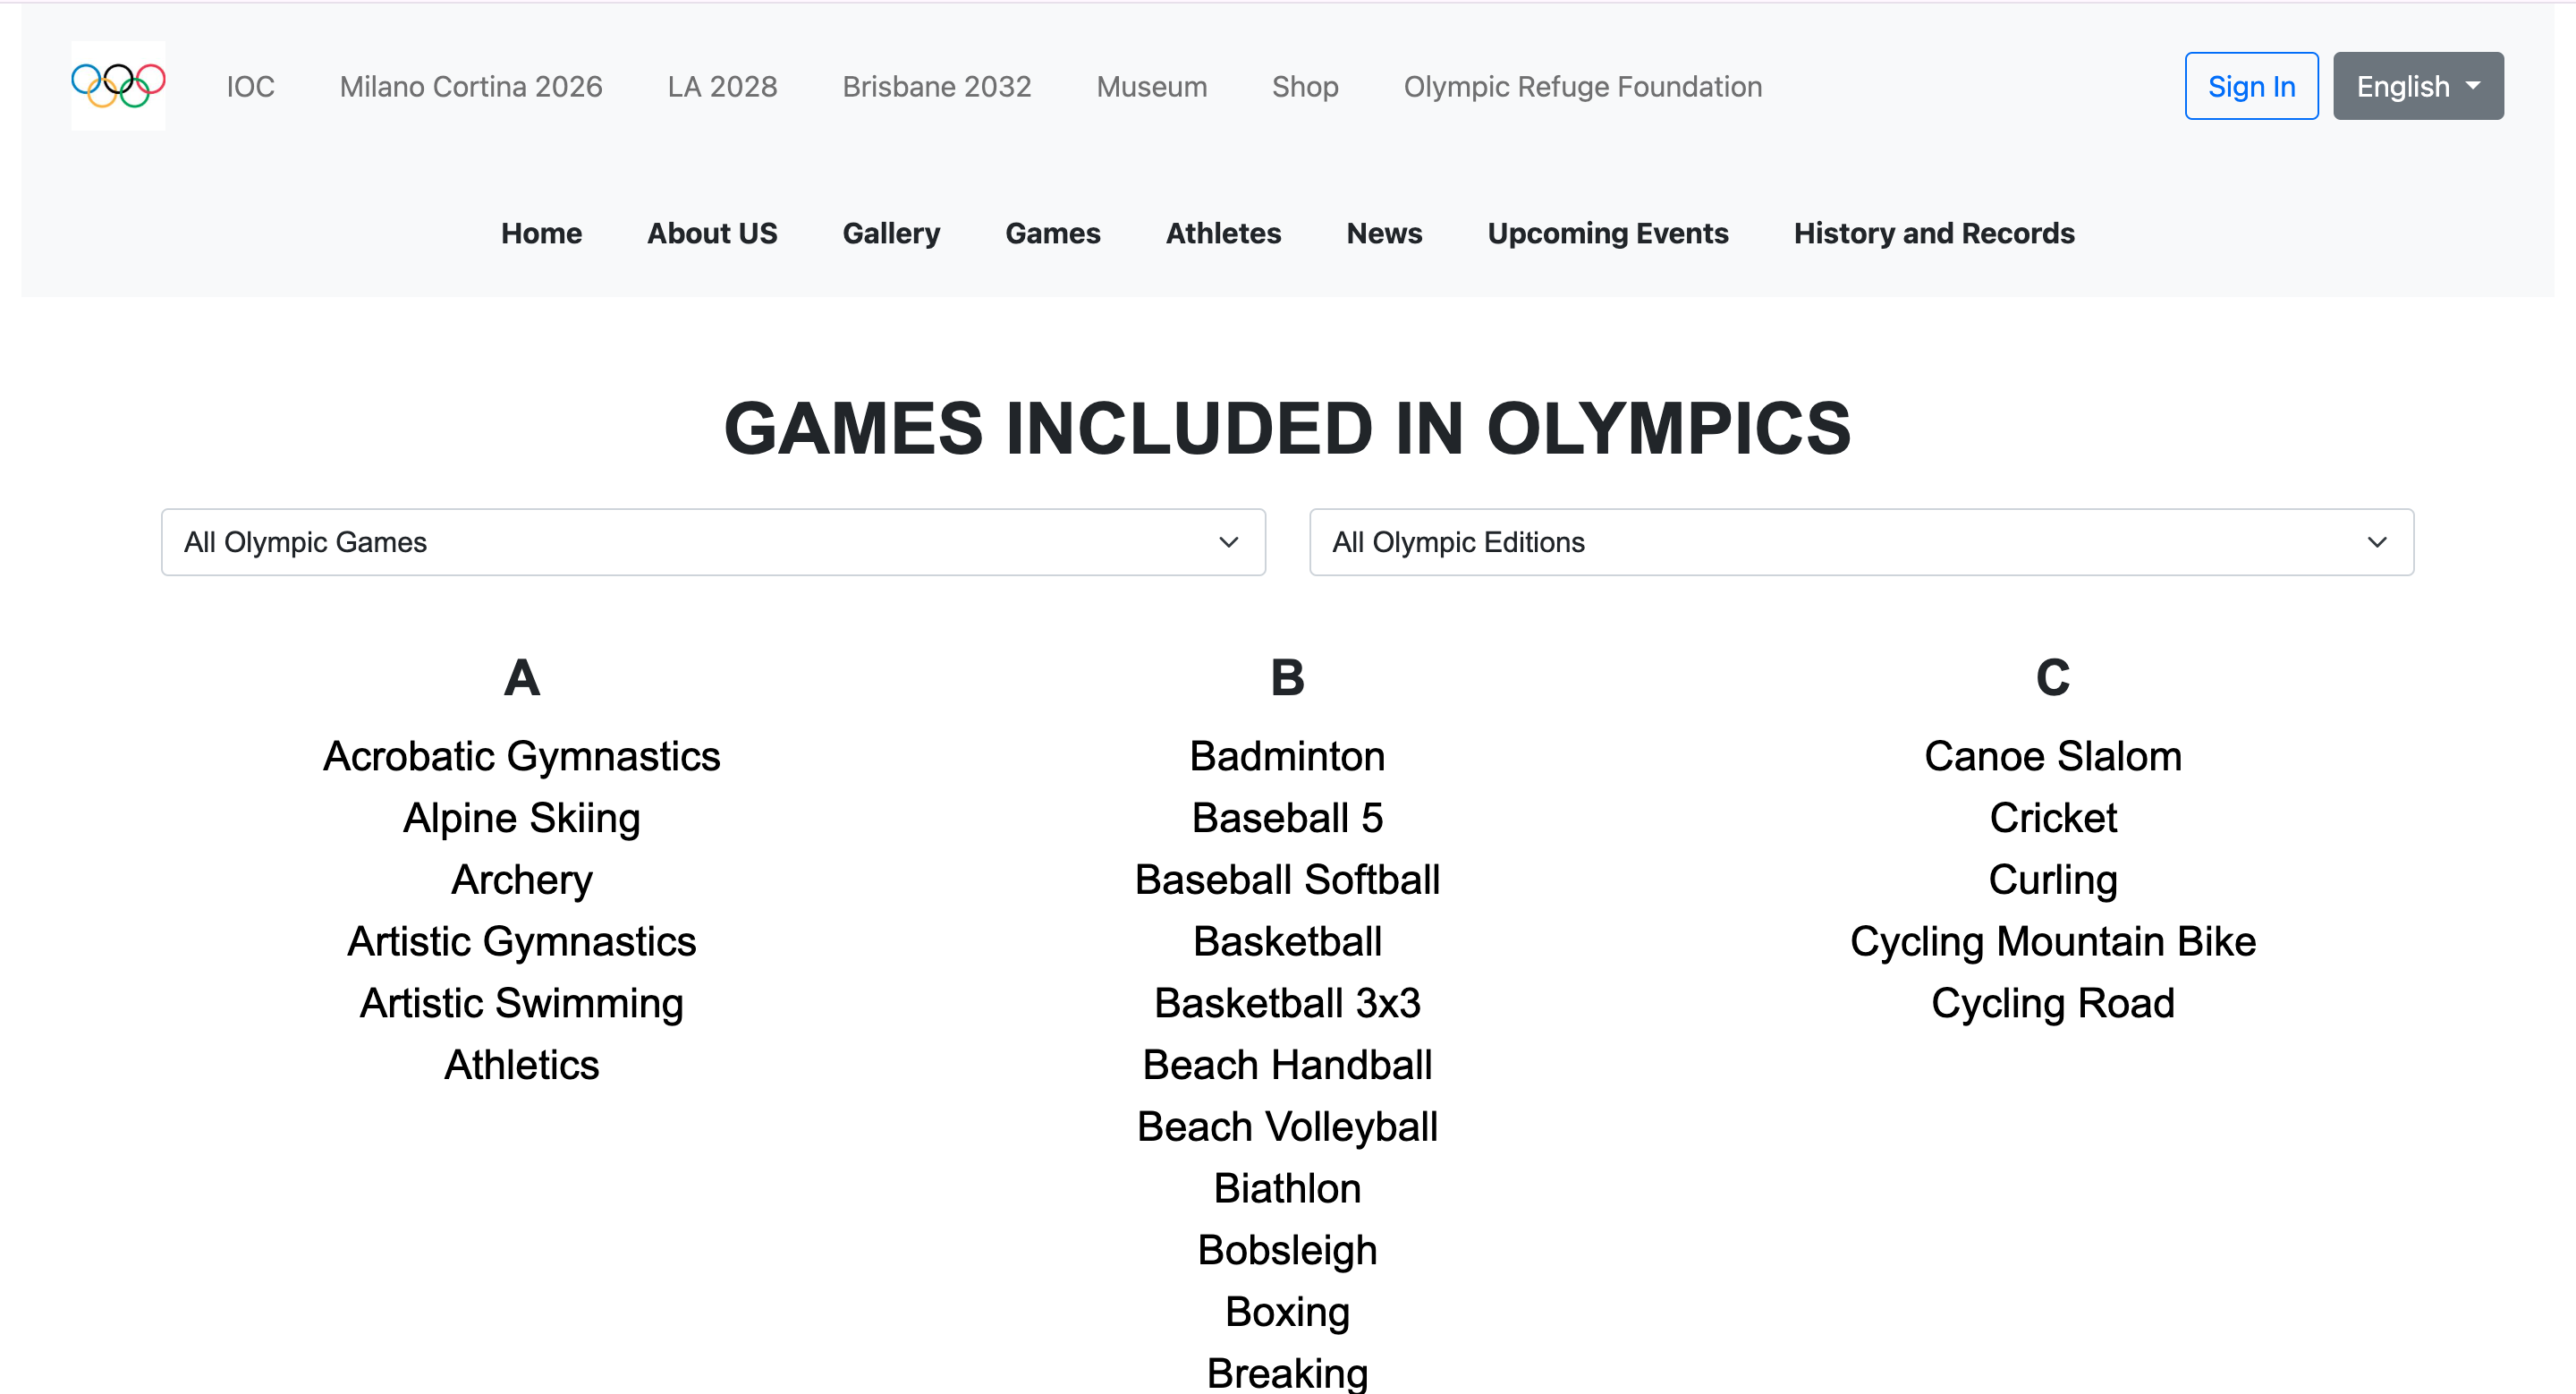 IOC Milano Cortina 2026 LA 2028 Brisbane 2032 Museum Shop Olympic Refuge Foundation Sign In English
Home About US Gallery Games Athletes News Upcoming Events History and Records
GAMES INCLUDED IN OLYMPICS
All Olympic Games
All Olympic Editions
A
Acrobatic Gymnastics
Alpine Skiing
Archery
Artistic Gymnastics
Artistic Swimming
Athletics
B
Badminton
Baseball 5
Baseball Softball
Basketball
Basketball 3x3
Beach Handball
Beach Volleyball
Biathlon
Bobsleigh
Boxing
Breaking
C
Canoe Slalom
Cricket
Curling
Cycling Mountain Bike
Cycling Road